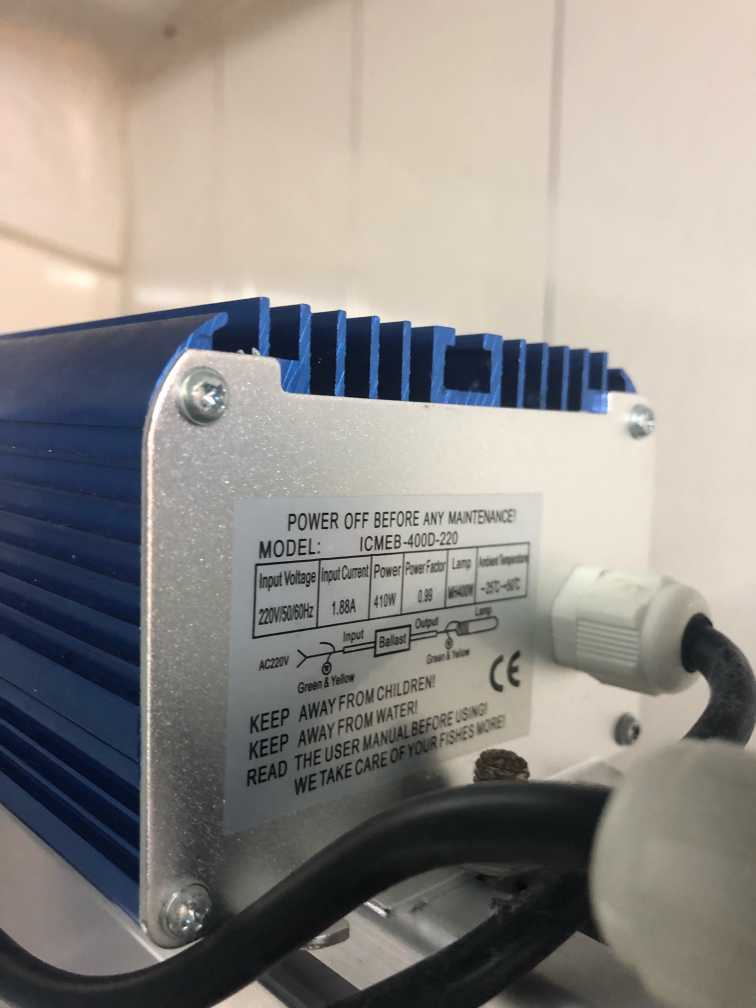 POWER OFF BEFORE ANY MAINTENANCE!
MODEL: ICMEB-400D-220
Input Voltage Input Current Power Power Factor Lamp Ambient Temperature
220V/50/60Hz 1.88A 410W 0.99 MH400W
AC220V Input Ballast Output Lamp
Green & Yellow Green & Yellow
CE
KEEP AWAY FROM CHILDREN!
KEEP AWAY FROM WATER!
READ THE USER MANUAL BEFORE USING!
WE TAKE CARE OF YOUR FISHES MORE!